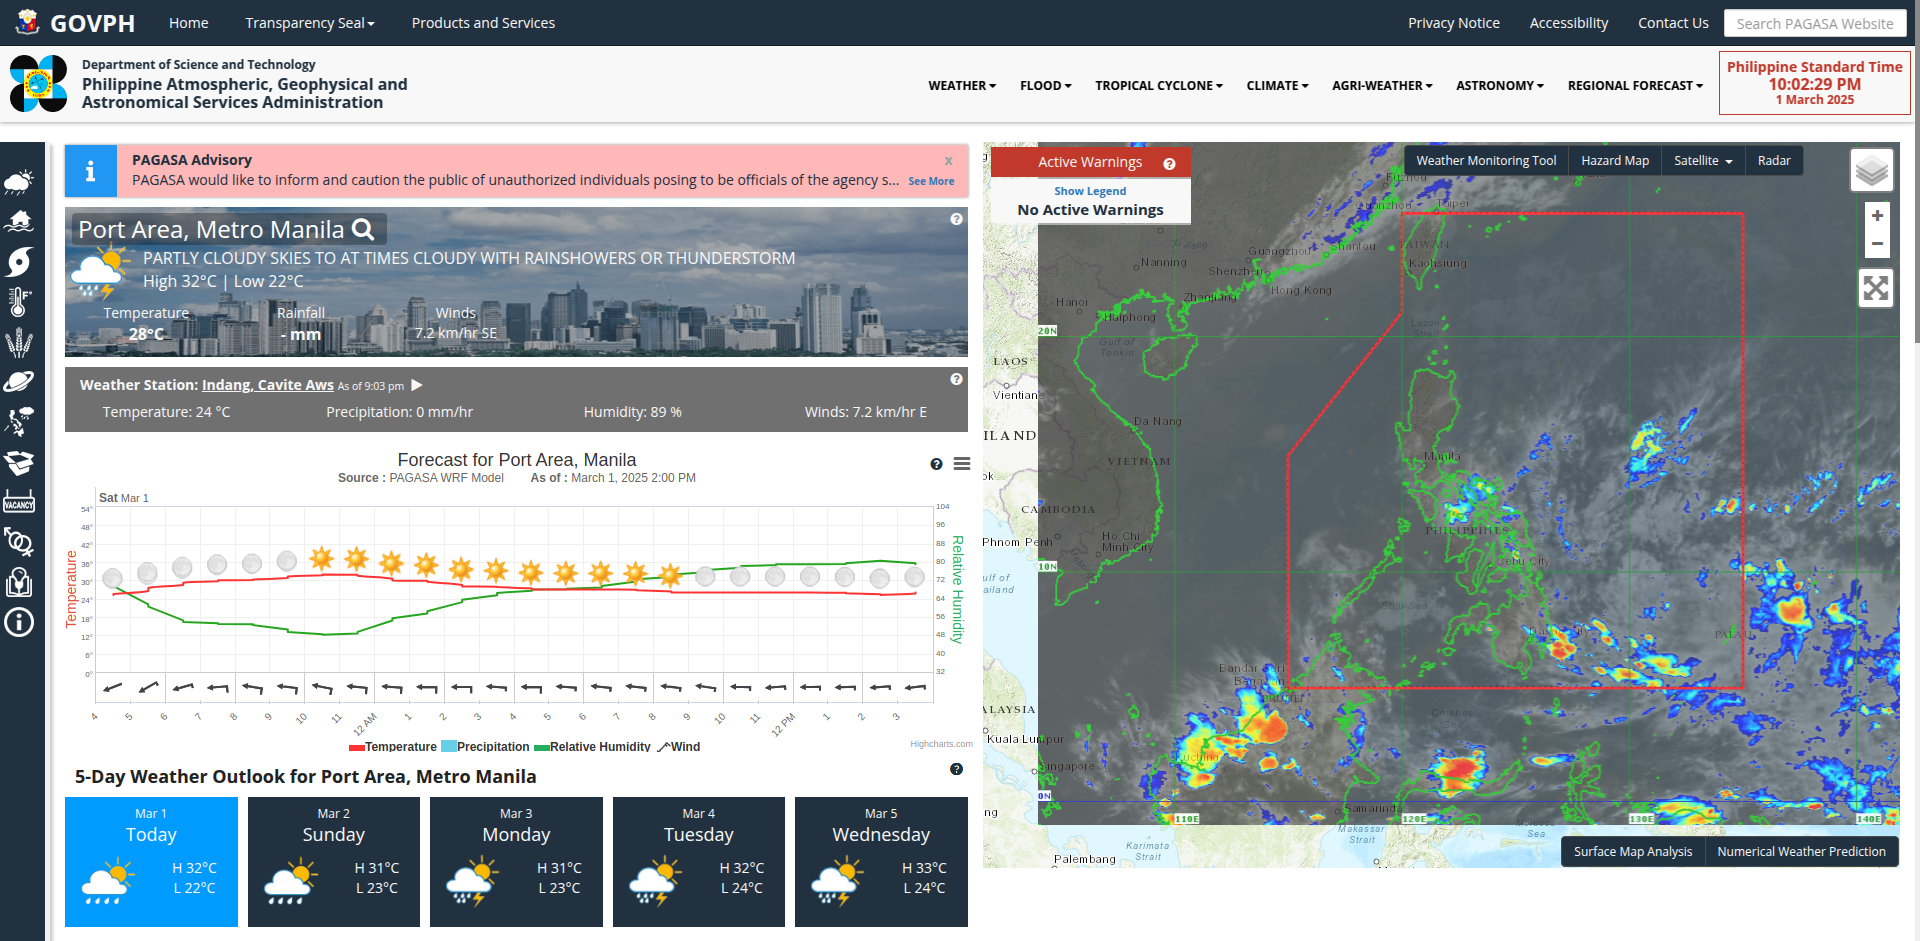 GOVPH
Home
Transparency Seal
Products and Services
Privacy Notice
Accessibility
Contact Us
Search PAGASA Website
Department of Science and Technology
Philippine Atmospheric, Geophysical and
Astronomical Services Administration
WEATHER
FLOOD
TROPICAL CYCLONE
CLIMATE
AGRI-WEATHER
ASTRONOMY
REGIONAL FORECAST
Philippine Standard Time
10:02:29 PM
1 March 2025
VACANCY
PAGASA Advisory
x
PAGASA would like to inform and caution the public of unauthorized individuals posing to be officials of the agency s... See More
Port Area, Metro Manila
PARTLY CLOUDY SKIES TO AT TIMES CLOUDY WITH RAINSHOWERS OR THUNDERSTORM
High 32°C | Low 22°C
Temperature
Rainfall
Winds
28°C
- mm
7.2 km/hr SE
Weather Station: Indang, Cavite Aws As of 9:03 pm
Temperature: 24 °C
Precipitation: 0 mm/hr
Humidity: 89 %
Winds: 7.2 km/hr E
Forecast for Port Area, Manila
Source : PAGASA WRF Model As of : March 1, 2025 2:00 PM
Sat Mar 1
54°
48°
42°
36°
30°
24°
18°
12°
6°
0°
Temperature
104
96
88
80
72
64
56
48
40
32
Relative Humidity
4 5 6 7 8 9 10 11 12 AM 1 2 3 4 5 6 7 8 9 10 11 12 PM 1 2 3
Temperature Precipitation Relative Humidity Wind
Highcharts.com
5-Day Weather Outlook for Port Area, Metro Manila
Mar 1
Today
H 32°C
L 22°C
Mar 2
Sunday
H 31°C
L 23°C
Mar 3
Monday
H 31°C
L 23°C
Mar 4
Tuesday
H 32°C
L 24°C
Mar 5
Wednesday
H 33°C
L 24°C
Active Warnings
Show Legend
No Active Warnings
Weather Monitoring Tool
Hazard Map
Satellite
Radar
+
−
Fuzhou
Quanzhou
Taipei
Xi Jiang
Guangzhou
Shantou
TAIWAN
Nanning
Shenzhen
Kaohsiung
Hong Kong
Hanoi
Zhanjiang
Haiphong
20N
Luzon
Strait
Gulf of
Tonkin
LAOS
Vientian
Da Nang
ILAND
VIETNAM
Manila
ok
CAMBODIA
PHILIPPINES
Phnom Penh
Ho Chi
Minh City
Cebu City
10N
ulf of
ailand
Sulu Sea
Davao City
PALAU
Bandar Seri
Begawan
BRUNEI
ALAYSIA
Celebes
Kuala Lumpur
Kuching
Singapore
0N
Samarinda
ng
110E
120E
130E
140E
Makassar
Strait
Sea
Karimata
Strait
Palembang
Surface Map Analysis
Numerical Weather Prediction